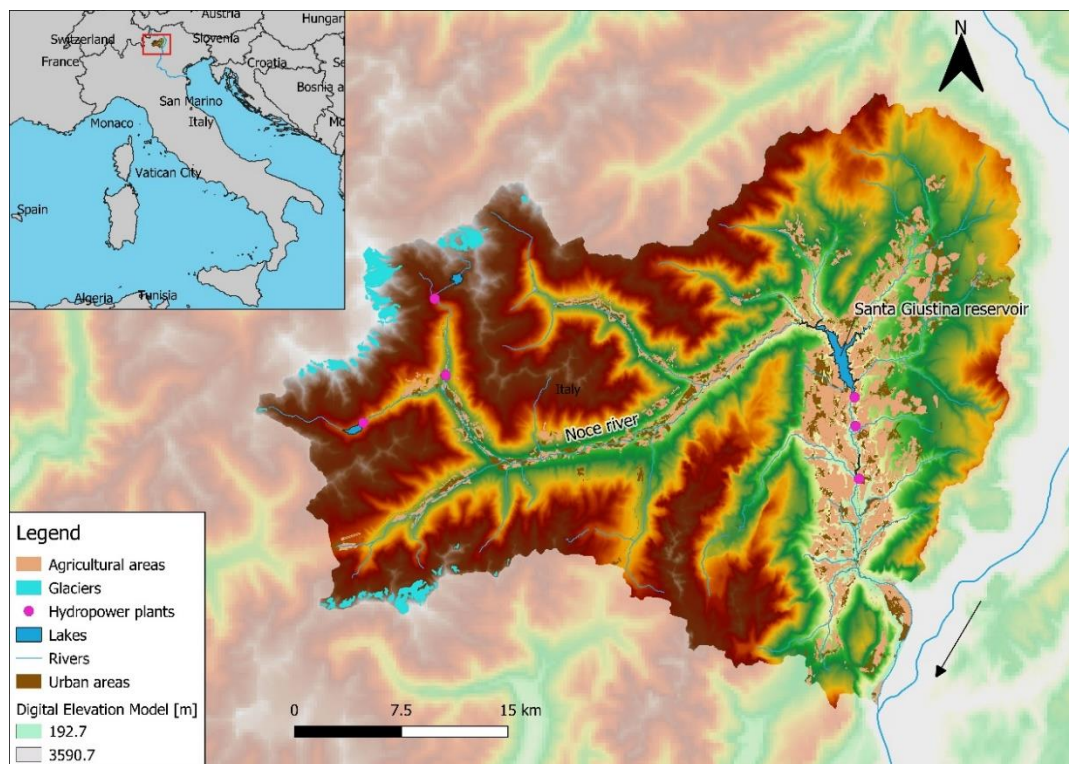 Austria
Hungar
Switzerland
Slovenia
France
Croatia
Se
Bosnia a
San Marino
Monaco
Italy
Mo
Vatican City
Spain
Algeria
Tunisia
N
Santa Giustina reservoir
Italy
Noce river
Legend
Agricultural areas
Glaciers
Hydropower plants
Lakes
Rivers
Urban areas
Digital Elevation Model [m]
192.7
3590.7
0 7.5 15 km